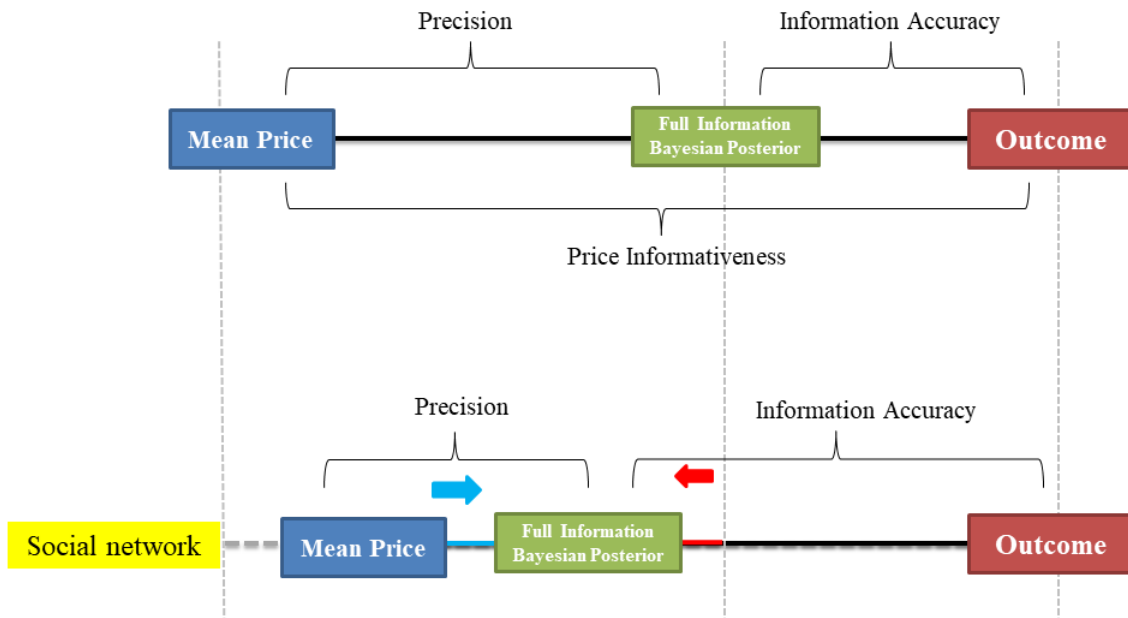 Precision
Information Accuracy
Mean Price
Full Information
Bayesian Posterior
Outcome
Price Informativeness
Precision
Information Accuracy
Social network
Mean Price
Full Information
Bayesian Posterior
Outcome